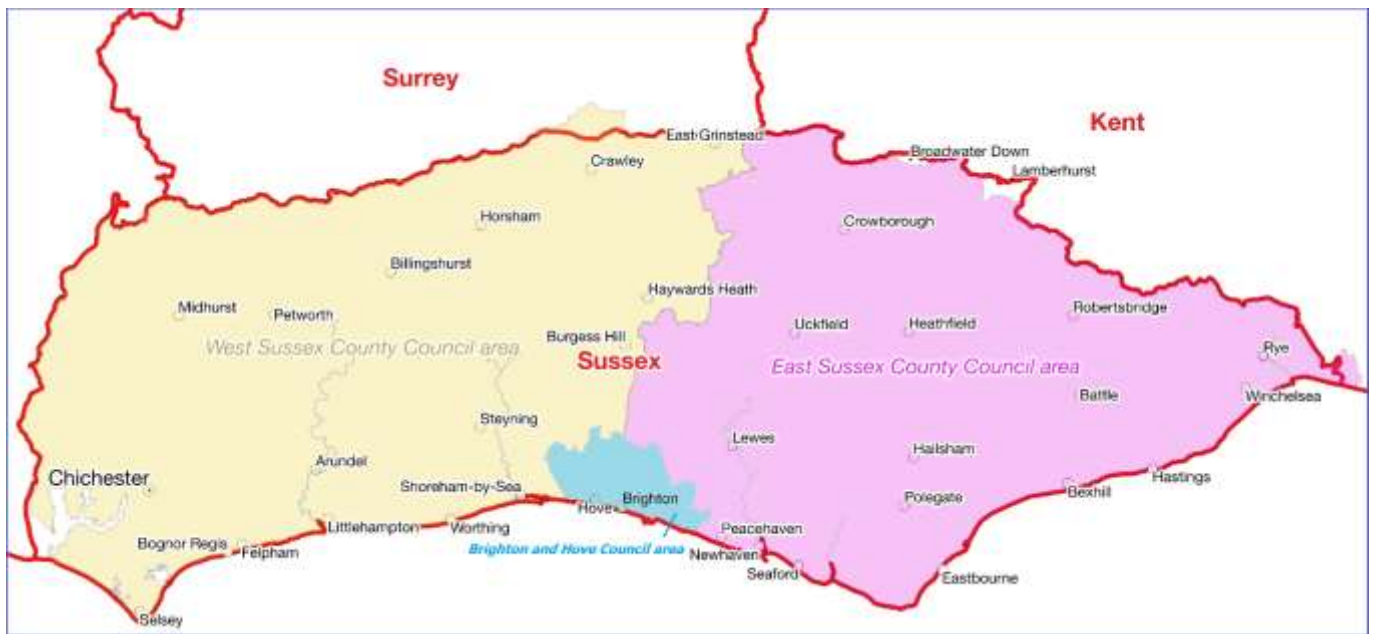 Surrey
Kent
East Grinstead
Broadwater Down
Crawley
Lamberhurst
Horsham
Crowborough
Billingshurst
Haywards Heath
Midhurst
Petworth
Robertsbridge
Uckfield
Heathfield
Burgess Hill
West Sussex County Council area
Sussex
Rye
East Sussex County Council area
Battle
Winchelsea
Steyning
Lewes
Hailsham
Arundel
Chichester
Hastings
Shoreham-by-Sea
Bexhill
Brighton
Polegate
Hove
Littlehampton
Worthing
Peacehaven
Bognor Regis
Felpham
Brighton and Hove Council area
Newhaven
Seaford
Eastbourne
Selsey